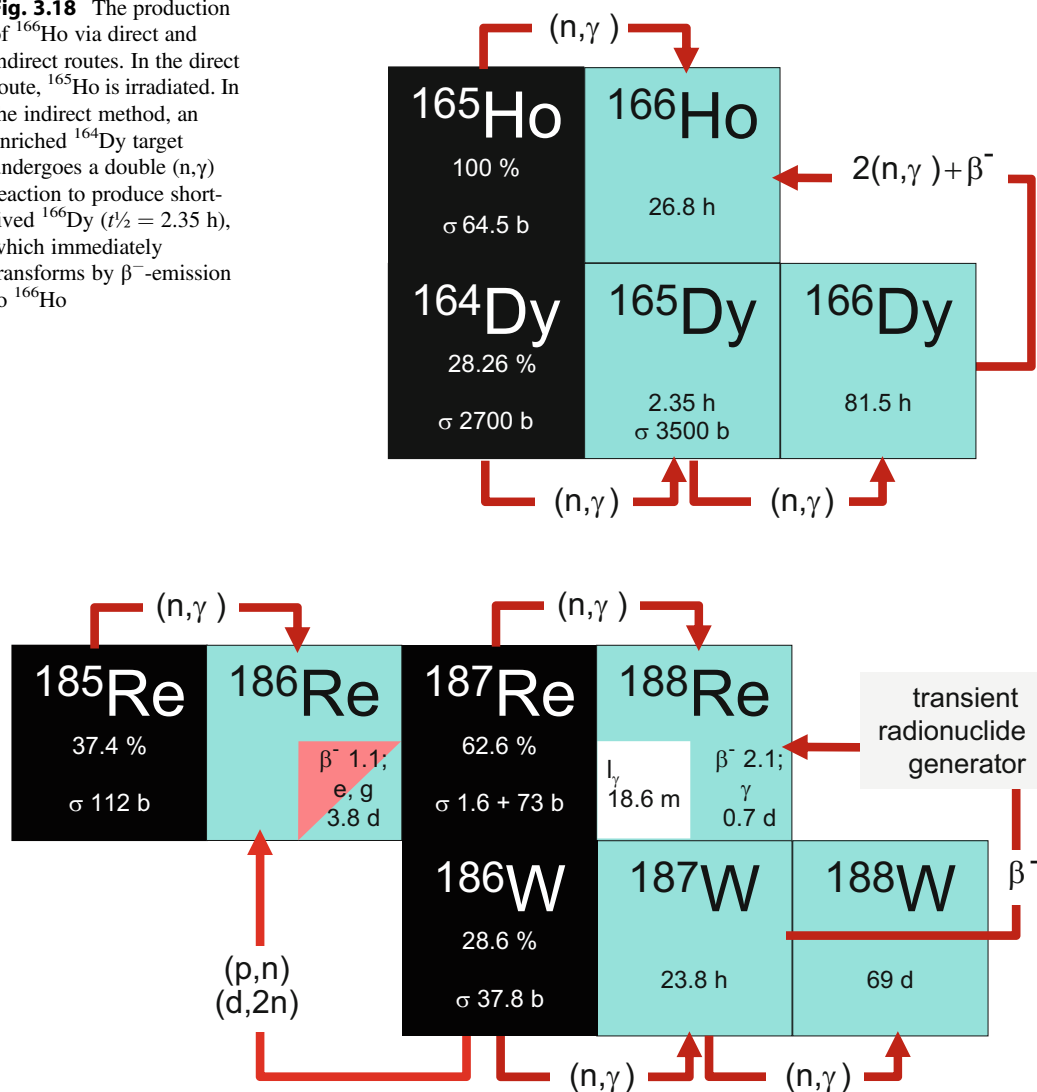 Fig. 3.18 The production
of ¹⁶⁶Ho via direct and
indirect routes. In the direct
route, ¹⁶⁵Ho is irradiated. In
the indirect method, an
enriched ¹⁶⁴Dy target
undergoes a double (n,γ)
reaction to produce short-
lived ¹⁶⁶Dy (t½ = 2.35 h),
which immediately
transforms by β⁻-emission
to ¹⁶⁶Ho
(n,γ)
¹⁶⁵Ho
100 %
σ 64.5 b
¹⁶⁶Ho
26.8 h
2(n,γ)+β⁻
¹⁶⁴Dy
28.26 %
σ 2700 b
¹⁶⁵Dy
2.35 h
σ 3500 b
¹⁶⁶Dy
81.5 h
(n,γ)
(n,γ)
(n,γ)
(n,γ)
¹⁸⁵Re
37.4 %
σ 112 b
¹⁸⁶Re
β⁻ 1.1;
e, g
3.8 d
¹⁸⁷Re
62.6 %
σ 1.6 + 73 b
¹⁸⁸Re
Iγ
18.6 m
β⁻ 2.1;
γ
0.7 d
transient
radionuclide
generator
¹⁸⁶W
28.6 %
σ 37.8 b
¹⁸⁷W
23.8 h
¹⁸⁸W
69 d
β⁻
(p,n)
(d,2n)
(n,γ)
(n,γ)